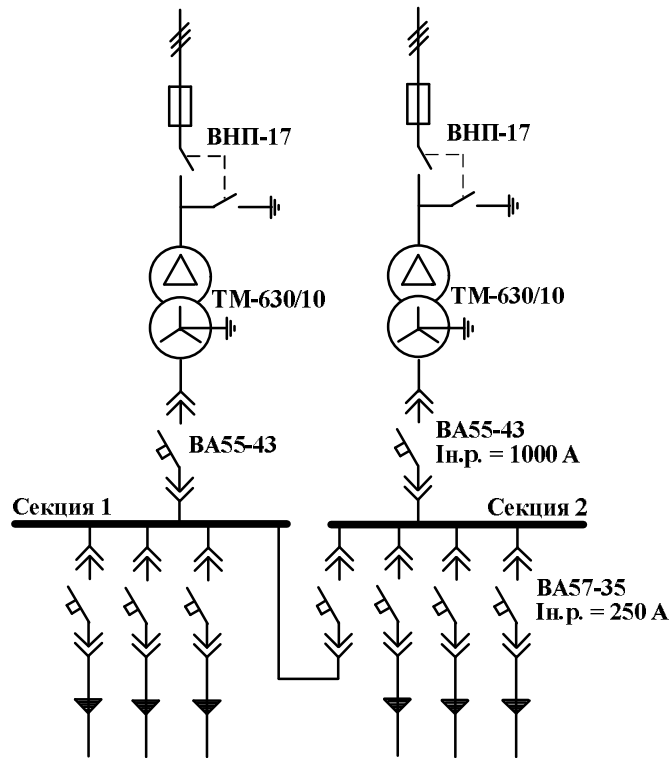 ВНП-17
ВНП-17
ТМ-630/10
ТМ-630/10
ВА55-43
ВА55-43
Iн.р. = 1000 А
Секция 1
Секция 2
ВА57-35
Iн.р. = 250 А